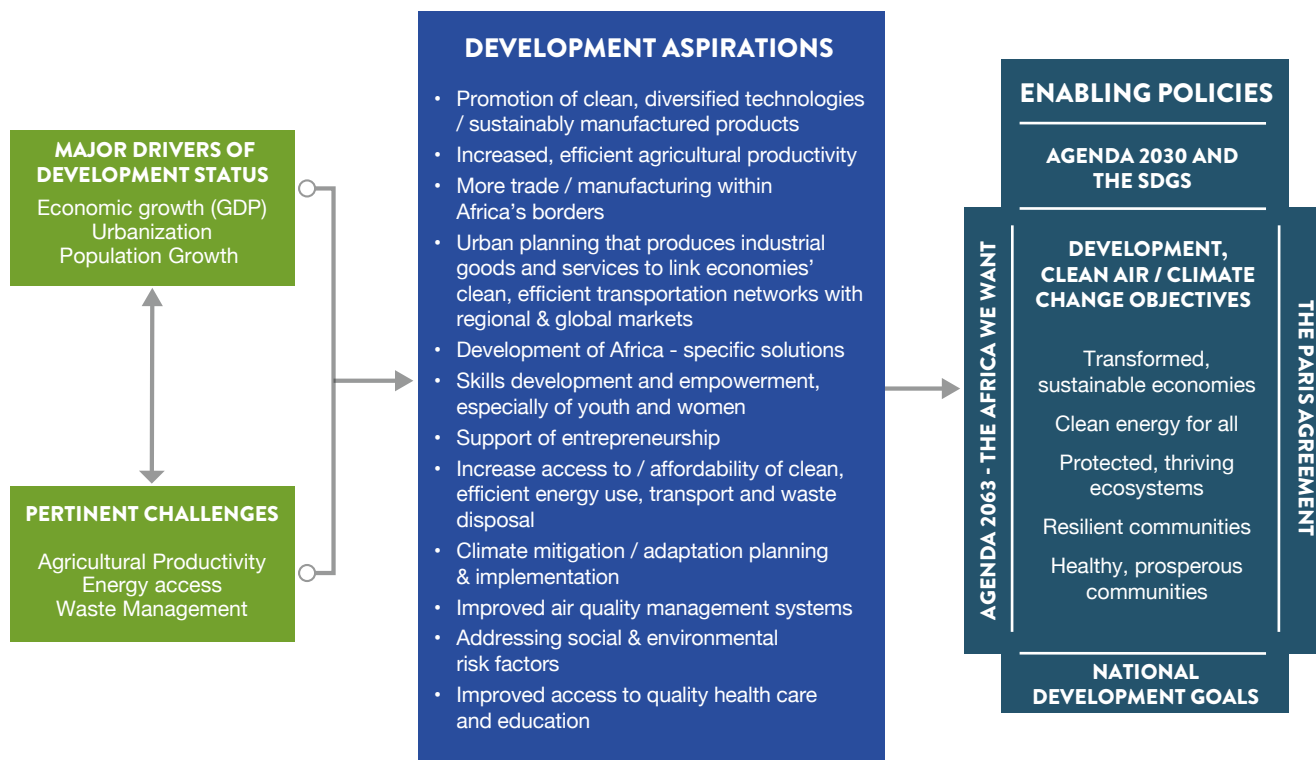 MAJOR DRIVERS OF
DEVELOPMENT STATUS
Economic growth (GDP)
Urbanization
Population Growth
PERTINENT CHALLENGES
Agricultural Productivity
Energy access
Waste Management
DEVELOPMENT ASPIRATIONS
• Promotion of clean, diversified technologies
/ sustainably manufactured products
• Increased, efficient agricultural productivity
• More trade / manufacturing within
Africa's borders
• Urban planning that produces industrial
goods and services to link economies'
clean, efficient transportation networks with
regional & global markets
• Development of Africa - specific solutions
• Skills development and empowerment,
especially of youth and women
• Support of entrepreneurship
• Increase access to / affordability of clean,
efficient energy use, transport and waste
disposal
• Climate mitigation / adaptation planning
& implementation
• Improved air quality management systems
• Addressing social & environmental
risk factors
• Improved access to quality health care
and education
ENABLING POLICIES
AGENDA 2030 AND
THE SDGS
AGENDA 2063 - THE AFRICA WE WANT
DEVELOPMENT,
CLEAN AIR / CLIMATE
CHANGE OBJECTIVES
Transformed,
sustainable economies
Clean energy for all
Protected, thriving
ecosystems
Resilient communities
Healthy, prosperous
communities
THE PARIS AGREEMENT
NATIONAL
DEVELOPMENT GOALS